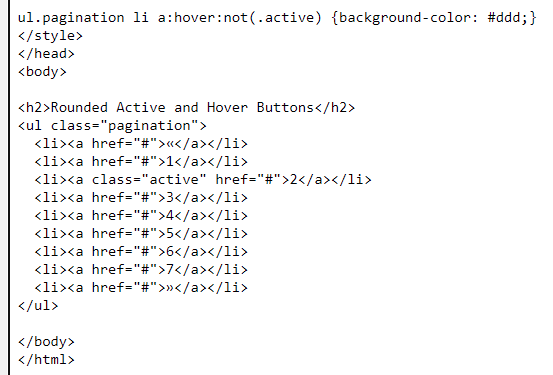 ul.pagination li a:hover:not(.active) {background-color: #ddd;}
</style>
</head>
<body>
<h2>Rounded Active and Hover Buttons</h2>
<ul class="pagination">
<li><a href="#">«</a></li>
<li><a href="#">1</a></li>
<li><a class="active" href="#">2</a></li>
<li><a href="#">3</a></li>
<li><a href="#">4</a></li>
<li><a href="#">5</a></li>
<li><a href="#">6</a></li>
<li><a href="#">7</a></li>
<li><a href="#">»</a></li>
</ul>
</body>
</html>